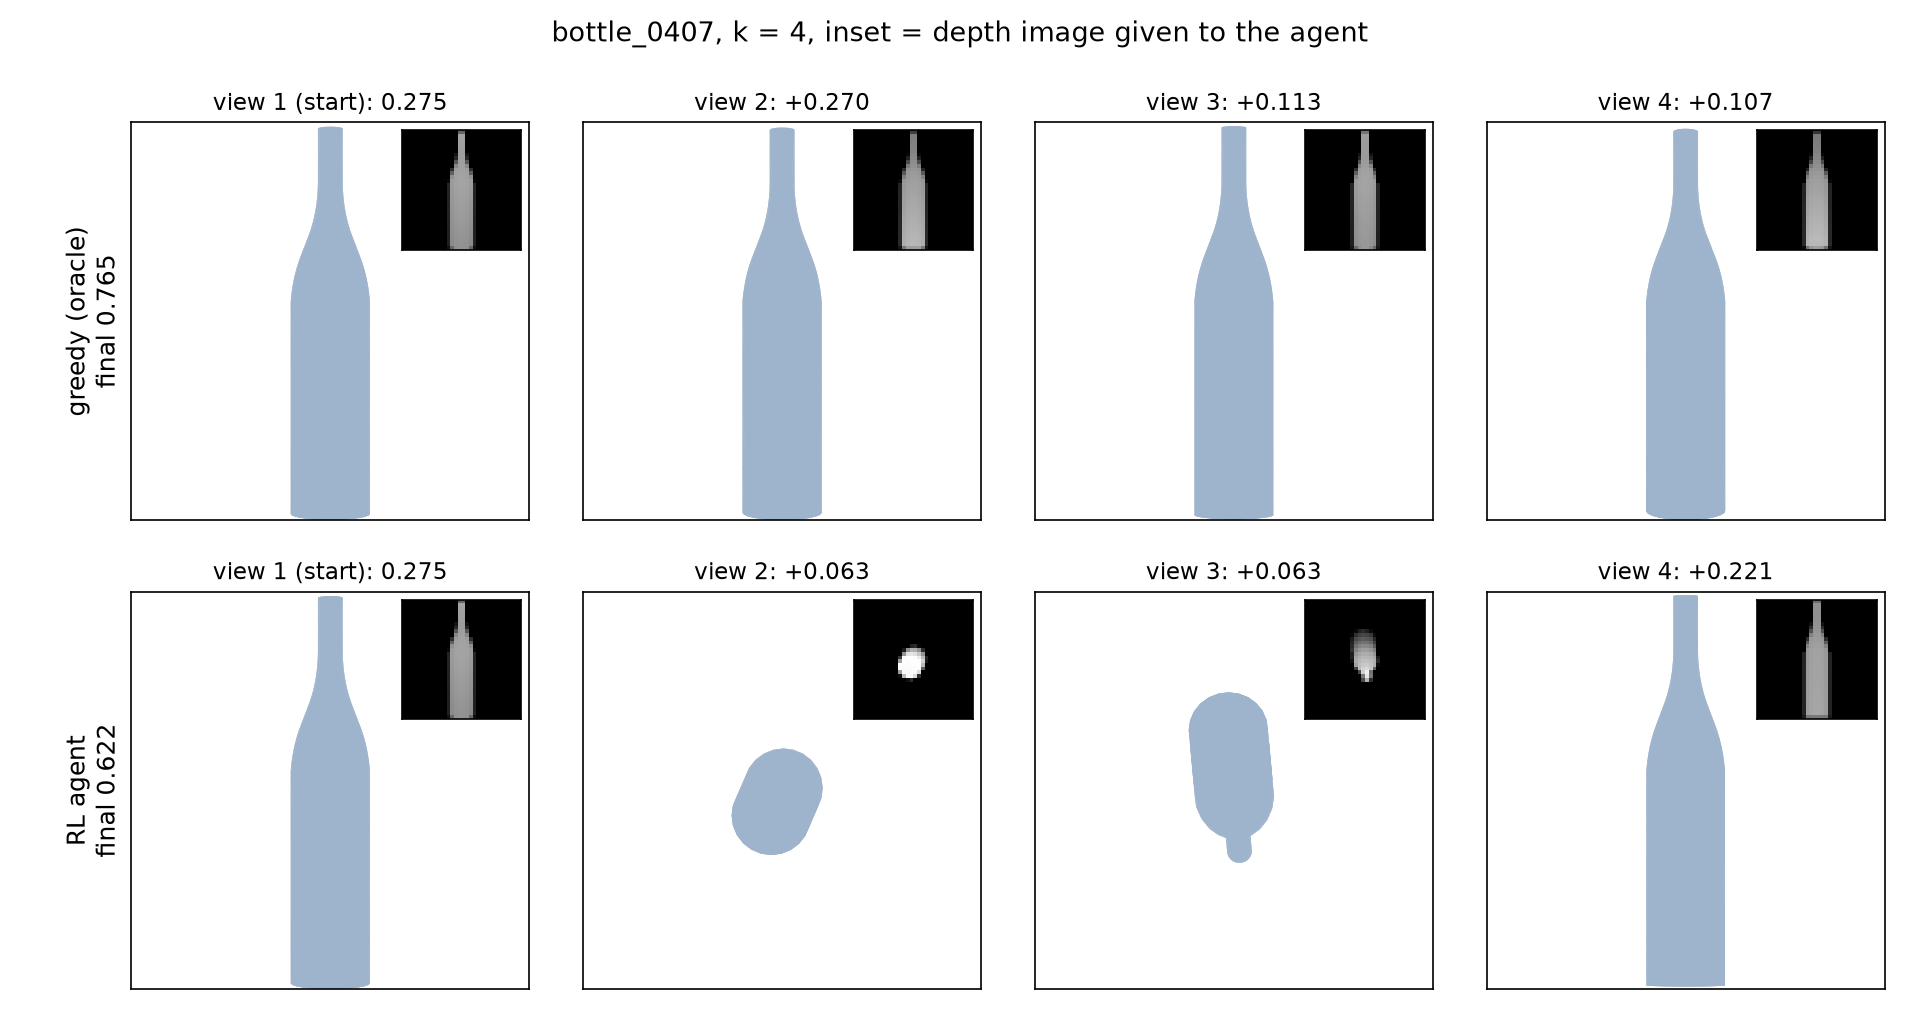 bottle_0407, k = 4, inset = depth image given to the agent
greedy (oracle)
final 0.765
view 1 (start): 0.275
view 2: +0.270
view 3: +0.113
view 4: +0.107
RL agent
final 0.622
view 1 (start): 0.275
view 2: +0.063
view 3: +0.063
view 4: +0.221